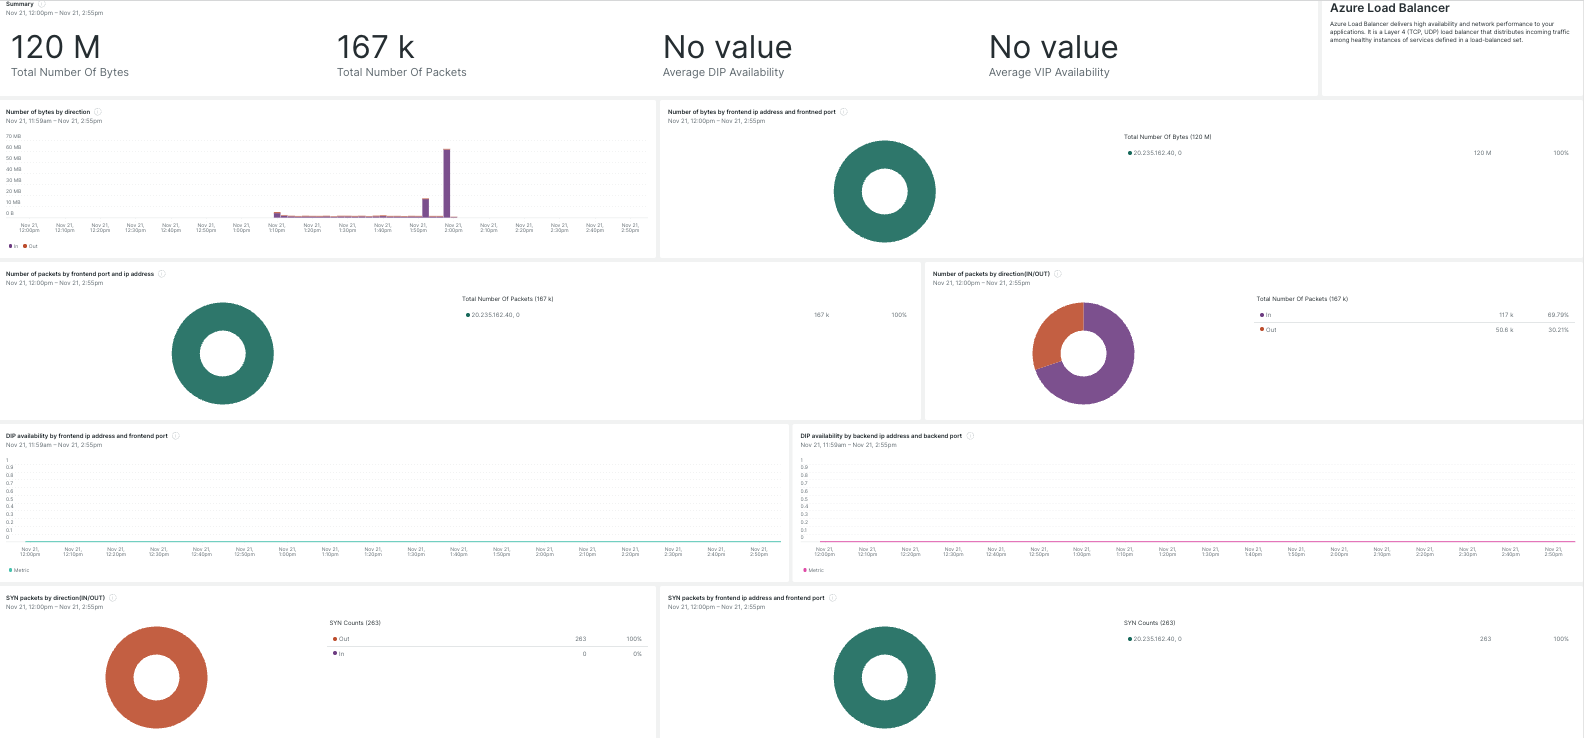 Summary
Nov 21, 12:00pm – Nov 21, 2:55pm
120 M
Total Number Of Bytes
167 k
Total Number Of Packets
No value
Average DIP Availability
No value
Average VIP Availability
Azure Load Balancer
Azure Load Balancer delivers high availability and network performance to your
applications. It is a Layer 4 (TCP, UDP) load balancer that distributes incoming traffic
among healthy instances of services defined in a load-balanced set.
Number of bytes by direction
Nov 21, 11:59am – Nov 21, 2:55pm
70 MB
60 MB
50 MB
40 MB
30 MB
20 MB
10 MB
0 B
Nov 21, 12:00pm
Nov 21, 12:10pm
Nov 21, 12:20pm
Nov 21, 12:30pm
Nov 21, 12:40pm
Nov 21, 12:50pm
Nov 21, 1:00pm
Nov 21, 1:10pm
Nov 21, 1:20pm
Nov 21, 1:30pm
Nov 21, 1:40pm
Nov 21, 1:50pm
Nov 21, 2:00pm
Nov 21, 2:10pm
Nov 21, 2:20pm
Nov 21, 2:30pm
Nov 21, 2:40pm
Nov 21, 2:50pm
In Out
Number of bytes by frontend ip address and frontned port
Nov 21, 12:00pm – Nov 21, 2:55pm
Total Number Of Bytes (120 M)
20.235.162.40, 0 120 M 100%
Number of packets by frontend port and ip address
Nov 21, 12:00pm – Nov 21, 2:55pm
Total Number Of Packets (167 k)
20.235.162.40, 0 167 k 100%
Number of packets by direction(IN/OUT)
Nov 21, 12:00pm – Nov 21, 2:55pm
Total Number Of Packets (167 k)
In 117 k 69.79%
Out 50.6 k 30.21%
DIP availability by frontend ip address and frontend port
Nov 21, 11:59am – Nov 21, 2:55pm
1
0.9
0.8
0.7
0.6
0.5
0.4
0.3
0.2
0.1
0
Nov 21, 12:00pm
Nov 21, 12:10pm
Nov 21, 12:20pm
Nov 21, 12:30pm
Nov 21, 12:40pm
Nov 21, 12:50pm
Nov 21, 1:00pm
Nov 21, 1:10pm
Nov 21, 1:20pm
Nov 21, 1:30pm
Nov 21, 1:40pm
Nov 21, 1:50pm
Nov 21, 2:00pm
Nov 21, 2:10pm
Nov 21, 2:20pm
Nov 21, 2:30pm
Nov 21, 2:40pm
Nov 21, 2:50pm
Metric
DIP availability by backend ip address and backend port
Nov 21, 11:59am – Nov 21, 2:55pm
1
0.9
0.8
0.7
0.6
0.5
0.4
0.3
0.2
0.1
0
Nov 21, 12:00pm
Nov 21, 12:10pm
Nov 21, 12:20pm
Nov 21, 12:30pm
Nov 21, 12:40pm
Nov 21, 12:50pm
Nov 21, 1:00pm
Nov 21, 1:10pm
Nov 21, 1:20pm
Nov 21, 1:30pm
Nov 21, 1:40pm
Nov 21, 1:50pm
Nov 21, 2:00pm
Nov 21, 2:10pm
Nov 21, 2:20pm
Nov 21, 2:30pm
Nov 21, 2:40pm
Nov 21, 2:50pm
Metric
SYN packets by direction(IN/OUT)
Nov 21, 12:00pm – Nov 21, 2:55pm
SYN Counts (263)
Out 263 100%
In 0 0%
SYN packets by frontend ip address and frontend port
Nov 21, 12:00pm – Nov 21, 2:55pm
SYN Counts (263)
20.235.162.40, 0 263 100%